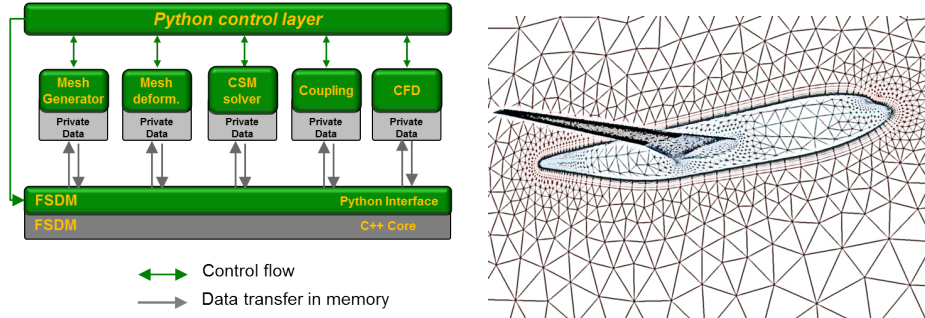 Python control layer
Mesh
Generator
Private
Data
Mesh
deform.
Private
Data
CSM
solver
Private
Data
Coupling
Private
Data
CFD
Private
Data
FSDM Python Interface
FSDM C++ Core
Control flow
Data transfer in memory